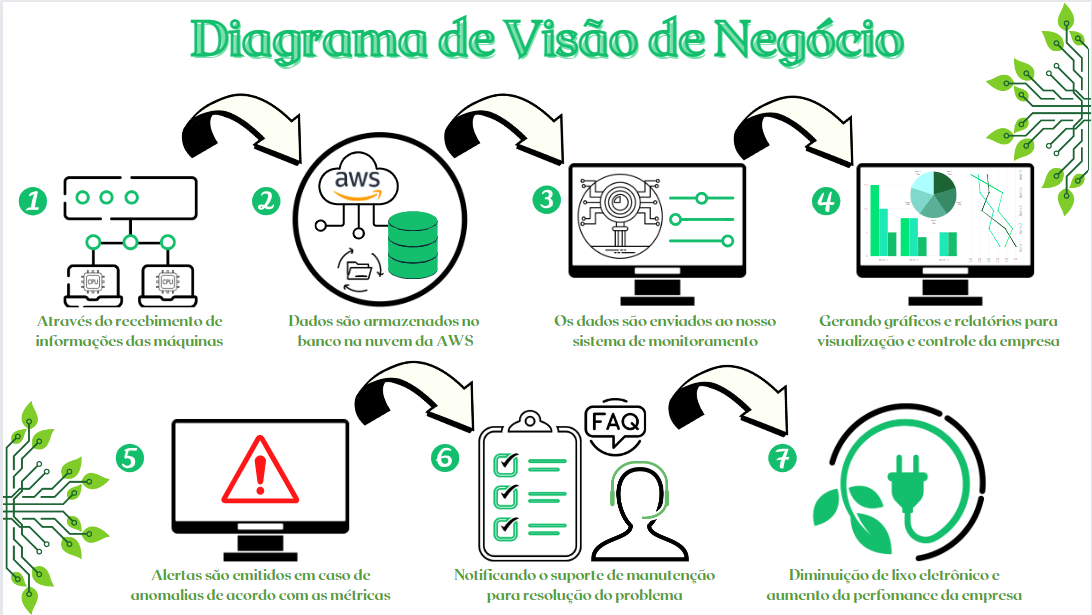 Diagrama de Visão de Negócio
1
CPU
CPU
Através do recebimento de
informações das máquinas
2
aws
Dados são armazenados no
banco na nuvem da AWS
3
Os dados são enviados ao nosso
sistema de monitoramento
4
Gerando gráficos e relatórios para
visualização e controle da empresa
5
Alertas são emitidos em caso de
anomalias de acordo com as métricas
6
FAQ
Notificando o suporte de manutenção
para resolução do problema
7
Diminuição de lixo eletrônico e
aumento da perfomance da empresa